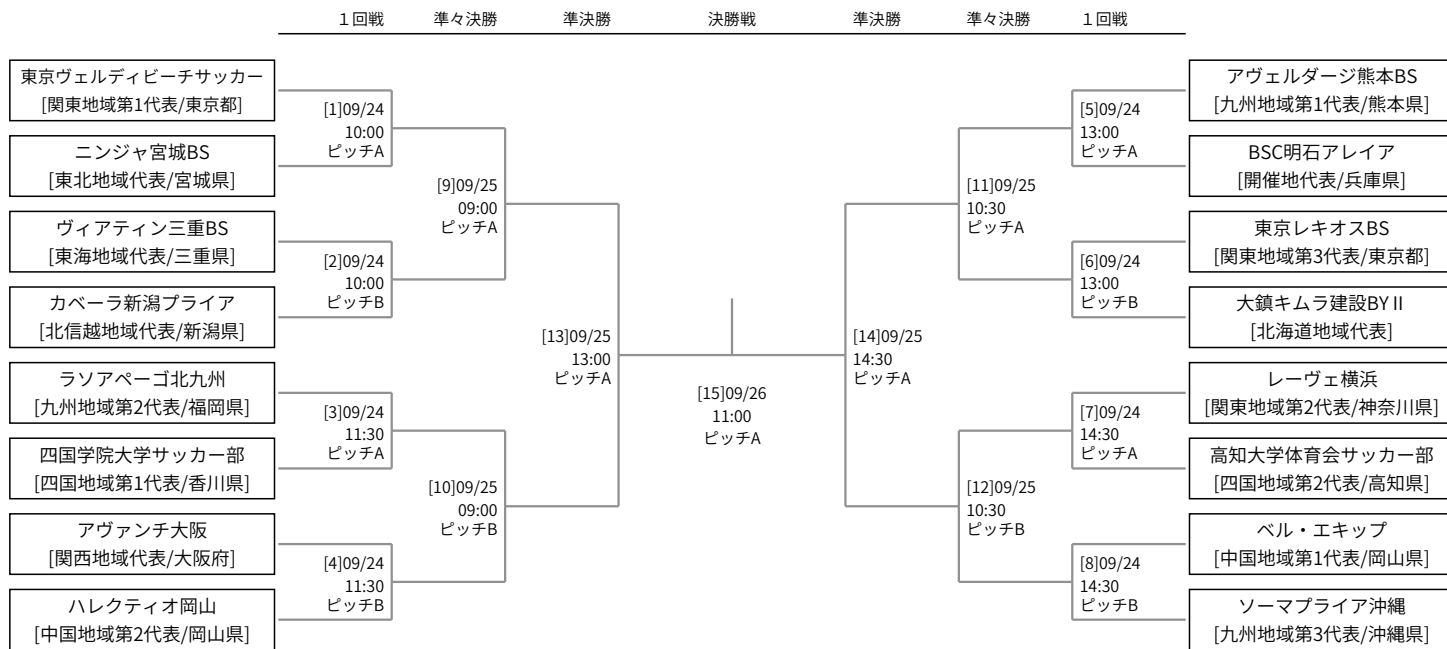 １回戦
準々決勝
準決勝
決勝戦
準決勝
準々決勝
１回戦
東京ヴェルディビーチサッカー
[関東地域第1代表/東京都]
ニンジャ宮城BS
[東北地域代表/宮城県]
ヴィアティン三重BS
[東海地域代表/三重県]
カベーラ新潟プライア
[北信越地域代表/新潟県]
ラソアペーゴ北九州
[九州地域第2代表/福岡県]
四国学院大学サッカー部
[四国地域第1代表/香川県]
アヴァンチ大阪
[関西地域代表/大阪府]
ハレクティオ岡山
[中国地域第2代表/岡山県]
[1]09/24
10:00
ピッチA
[2]09/24
10:00
ピッチB
[3]09/24
11:30
ピッチA
[4]09/24
11:30
ピッチB
[9]09/25
09:00
ピッチA
[10]09/25
09:00
ピッチB
[13]09/25
13:00
ピッチA
[15]09/26
11:00
ピッチA
[14]09/25
14:30
ピッチA
[11]09/25
10:30
ピッチA
[12]09/25
10:30
ピッチB
[5]09/24
13:00
ピッチA
[6]09/24
13:00
ピッチB
[7]09/24
14:30
ピッチA
[8]09/24
14:30
ピッチB
アヴェルダージ熊本BS
[九州地域第1代表/熊本県]
BSC明石アレイア
[開催地代表/兵庫県]
東京レキオスBS
[関東地域第3代表/東京都]
大鎮キムラ建設BYⅡ
[北海道地域代表]
レーヴェ横浜
[関東地域第2代表/神奈川県]
高知大学体育会サッカー部
[四国地域第2代表/高知県]
ベル・エキップ
[中国地域第1代表/岡山県]
ソーマプライア沖縄
[九州地域第3代表/沖縄県]